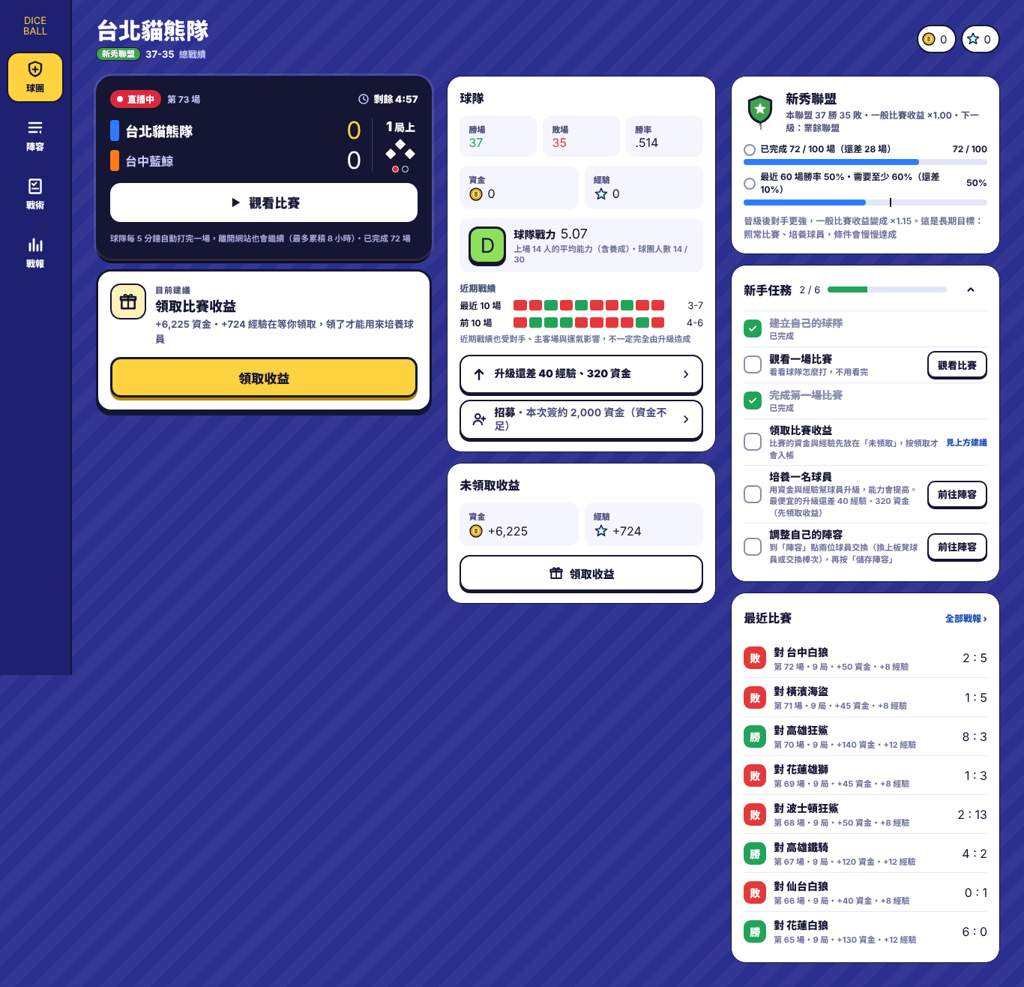 DICE
BALL
球團
陣容
戰術
戰報
台北貓熊隊
新秀聯盟 37-35 總戰績
0 0
直播中 第 73 場 剩餘 4:57
台北貓熊隊 0
台中藍鯨 0
1 局上
觀看比賽
球隊每 5 分鐘自動打完一場，離開網站也會繼續（最多累積 8 小時）・已完成 72 場
目前建議
領取比賽收益
+6,225 資金・+724 經驗在等你領取，領了才能用來培養球
員
領取收益
球隊
勝場 敗場 勝率
37 35 .514
資金 經驗
0 0
D
球隊戰力 5.07
上場 14 人的平均能力（含養成）・球團人數 14 /
30
近期戰績
最近 10 場 3-7
前 10 場 4-6
近期戰績也受對手、主客場與運氣影響，不一定完全由升級造成
升級還差 40 經驗、320 資金
招募・本次簽約 2,000 資金（資金不
足）
未領取收益
資金 經驗
+6,225 +724
領取收益
新秀聯盟
本聯盟 37 勝 35 敗・一般比賽收益 ×1.00・下一
級：業餘聯盟
已完成 72 / 100 場（還差 28 場） 72 / 100
最近 60 場勝率 50%・需要至少 60%（還差
10%） 50%
晉級後對手更強，一般比賽收益變成 ×1.15。這是長期目標：
照常比賽、培養球員，條件會慢慢達成
新手任務 2 / 6
建立自己的球隊
已完成
觀看一場比賽
看看球隊怎麼打，不用看完
觀看比賽
完成第一場比賽
已完成
領取比賽收益
比賽的資金與經驗先放在「未領取」，按領取才
會入帳
見上方建議
培養一名球員
用資金與經驗幫球員升級，能力會提高。
最便宜的升級還差 40 經驗、320 資金
（先領取收益）
前往陣容
調整自己的陣容
到「陣容」點兩位球員交換（換上板凳球
員或交換棒次），再按「儲存陣容」
前往陣容
最近比賽 全部戰報 ›
敗 對 台中白狼 2 : 5
第 72 場・9 局・+50 資金・+8 經驗
敗 對 橫濱海盜 1 : 5
第 71 場・9 局・+45 資金・+8 經驗
勝 對 高雄狂鯊 8 : 3
第 70 場・9 局・+140 資金・+12 經驗
敗 對 花蓮雄獅 1 : 3
第 69 場・9 局・+45 資金・+8 經驗
敗 對 波士頓狂鯊 2 : 13
第 68 場・9 局・+50 資金・+8 經驗
勝 對 高雄鐵騎 4 : 2
第 67 場・9 局・+120 資金・+12 經驗
敗 對 仙台白狼 0 : 1
第 66 場・9 局・+40 資金・+8 經驗
勝 對 花蓮白狼 6 : 0
第 65 場・9 局・+130 資金・+12 經驗